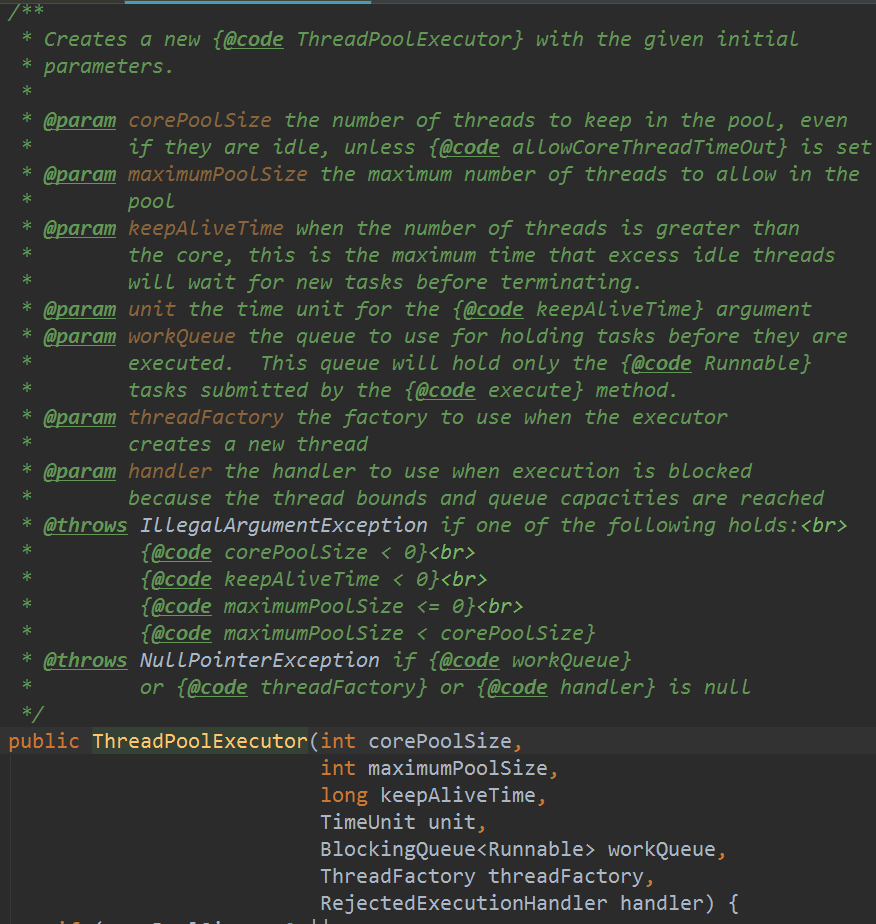 /**
 * Creates a new {@code ThreadPoolExecutor} with the given initial
 * parameters.
 *
 * @param corePoolSize the number of threads to keep in the pool, even
 *        if they are idle, unless {@code allowCoreThreadTimeOut} is set
 * @param maximumPoolSize the maximum number of threads to allow in the
 *        pool
 * @param keepAliveTime when the number of threads is greater than
 *        the core, this is the maximum time that excess idle threads
 *        will wait for new tasks before terminating.
 * @param unit the time unit for the {@code keepAliveTime} argument
 * @param workQueue the queue to use for holding tasks before they are
 *        executed.  This queue will hold only the {@code Runnable}
 *        tasks submitted by the {@code execute} method.
 * @param threadFactory the factory to use when the executor
 *        creates a new thread
 * @param handler the handler to use when execution is blocked
 *        because the thread bounds and queue capacities are reached
 * @throws IllegalArgumentException if one of the following holds:<br>
 *         {@code corePoolSize < 0}<br>
 *         {@code keepAliveTime < 0}<br>
 *         {@code maximumPoolSize <= 0}<br>
 *         {@code maximumPoolSize < corePoolSize}
 * @throws NullPointerException if {@code workQueue}
 *         or {@code threadFactory} or {@code handler} is null
 */
public ThreadPoolExecutor(int corePoolSize,
                          int maximumPoolSize,
                          long keepAliveTime,
                          TimeUnit unit,
                          BlockingQueue<Runnable> workQueue,
                          ThreadFactory threadFactory,
                          RejectedExecutionHandler handler) {